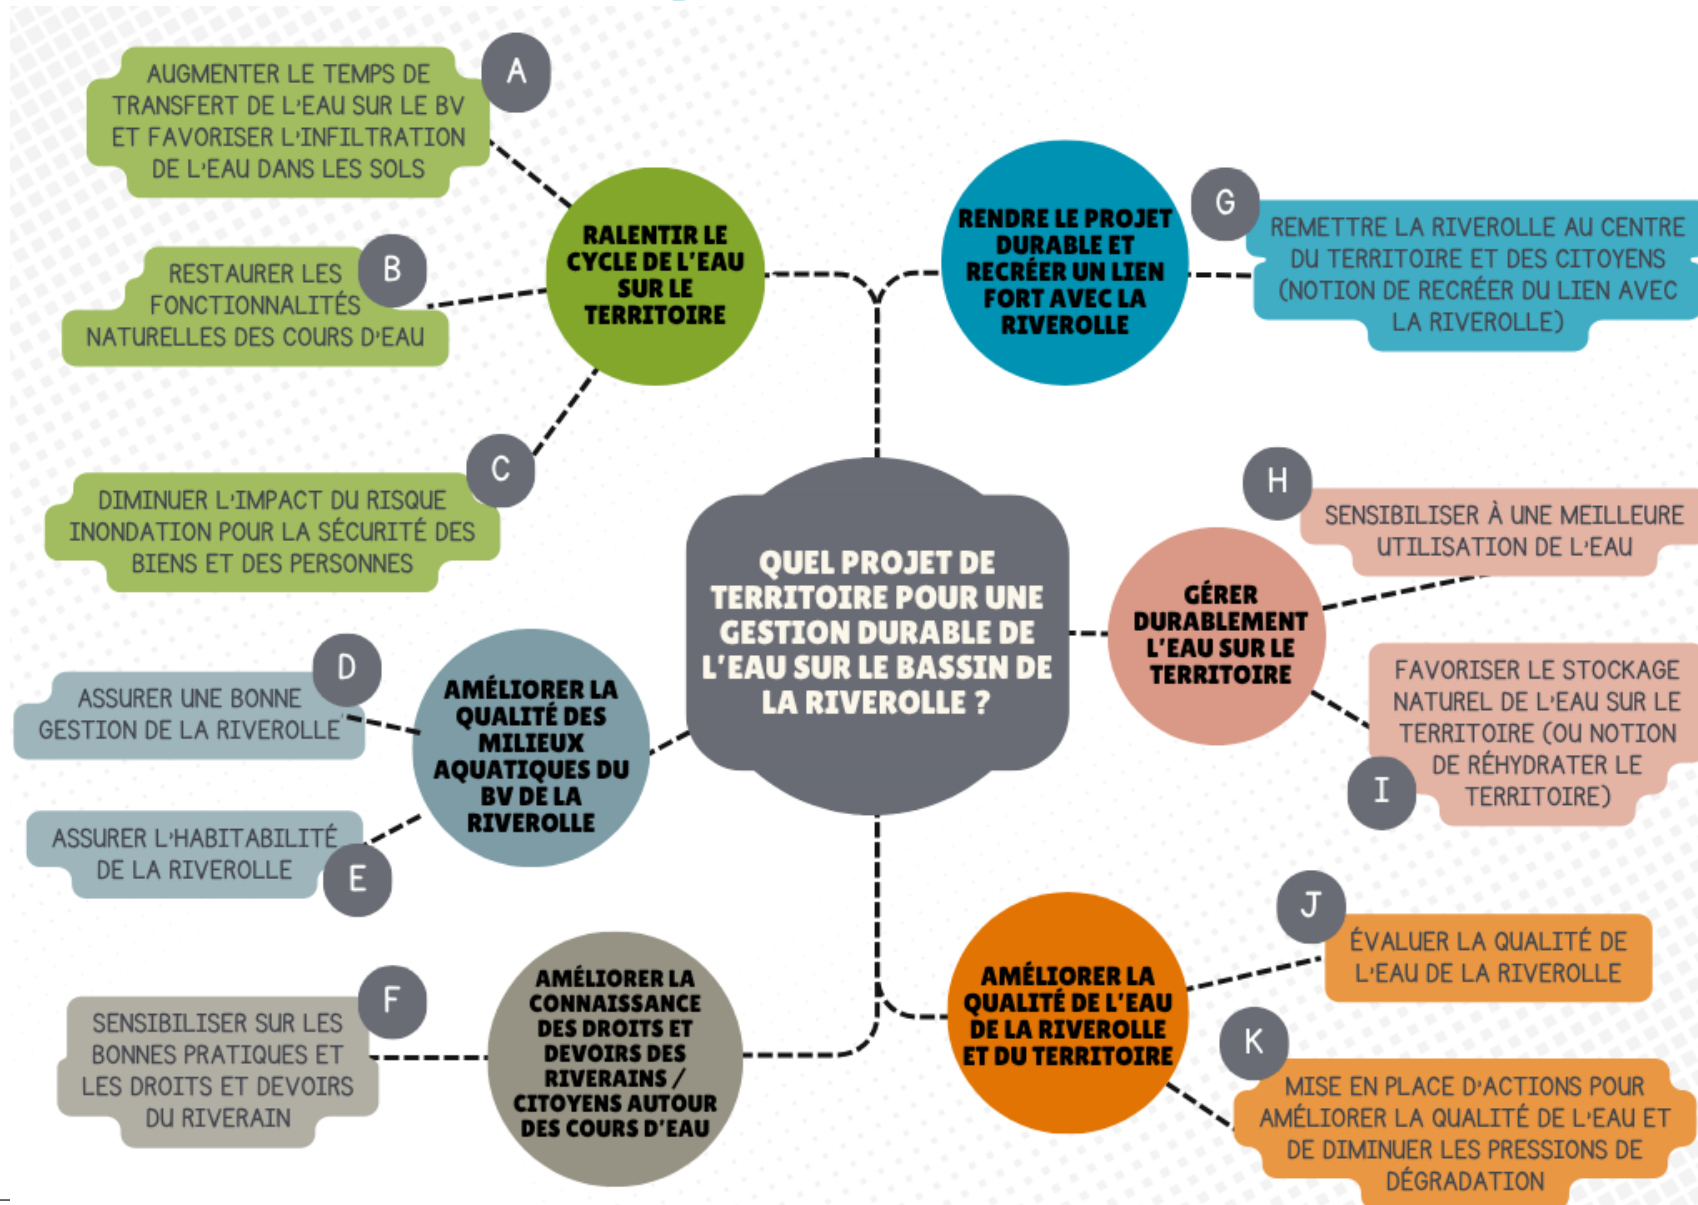 A
AUGMENTER LE TEMPS DE
TRANSFERT DE L'EAU SUR LE BV
ET FAVORISER L'INFILTRATION
DE L'EAU DANS LES SOLS
B
RESTAURER LES
FONCTIONNALITÉS
NATURELLES DES COURS D'EAU
C
DIMINUER L'IMPACT DU RISQUE
INONDATION POUR LA SÉCURITÉ DES
BIENS ET DES PERSONNES
RALENTIR LE
CYCLE DE L'EAU
SUR LE
TERRITOIRE
RENDRE LE PROJET
DURABLE ET
RECRÉER UN LIEN
FORT AVEC LA
RIVEROLLE
G
REMETTRE LA RIVEROLLE AU CENTRE
DU TERRITOIRE ET DES CITOYENS
(NOTION DE RECRÉER DU LIEN AVEC
LA RIVEROLLE)
QUEL PROJET DE
TERRITOIRE POUR UNE
GESTION DURABLE DE
L'EAU SUR LE BASSIN DE
LA RIVEROLLE ?
H
SENSIBILISER À UNE MEILLEURE
UTILISATION DE L'EAU
GÉRER
DURABLEMENT
L'EAU SUR LE
TERRITOIRE
FAVORISER LE STOCKAGE
NATUREL DE L'EAU SUR LE
TERRITOIRE (OU NOTION
DE RÉHYDRATER LE
TERRITOIRE)
I
D
ASSURER UNE BONNE
GESTION DE LA RIVEROLLE
AMÉLIORER LA
QUALITÉ DES
MILIEUX
AQUATIQUES DU
BV DE LA
RIVEROLLE
ASSURER L'HABITABILITÉ
DE LA RIVEROLLE
E
F
SENSIBILISER SUR LES
BONNES PRATIQUES ET
LES DROITS ET DEVOIRS
DU RIVERAIN
AMÉLIORER LA
CONNAISSANCE
DES DROITS ET
DEVOIRS DES
RIVERAINS /
CITOYENS AUTOUR
DES COURS D'EAU
AMÉLIORER LA
QUALITÉ DE L'EAU
DE LA RIVEROLLE
ET DU TERRITOIRE
J
ÉVALUER LA QUALITÉ DE
L'EAU DE LA RIVEROLLE
K
MISE EN PLACE D'ACTIONS POUR
AMÉLIORER LA QUALITÉ DE L'EAU ET
DE DIMINUER LES PRESSIONS DE
DÉGRADATION